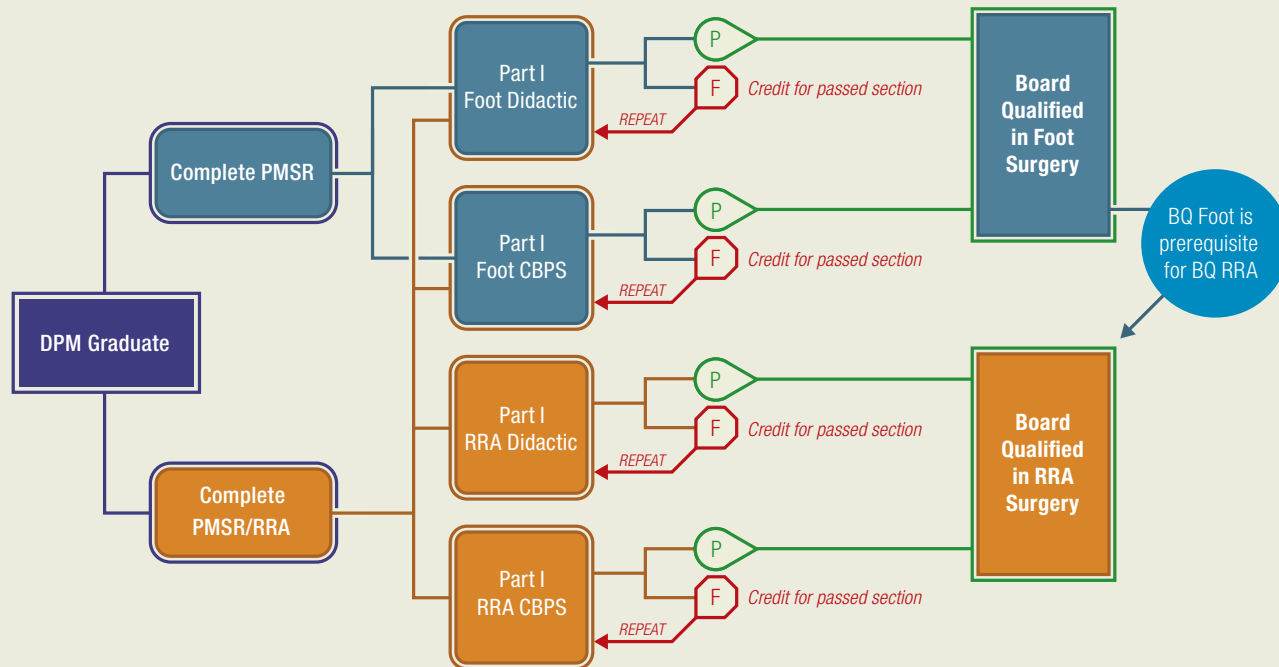 DPM Graduate
Complete PMSR
Complete
PMSR/RRA
Part I
Foot Didactic
P
F
Credit for passed section
REPEAT
Part I
Foot CBPS
P
F
Credit for passed section
REPEAT
Part I
RRA Didactic
P
F
Credit for passed section
REPEAT
Part I
RRA CBPS
P
F
Credit for passed section
REPEAT
Board
Qualified
in Foot
Surgery
BQ Foot is
prerequisite
for BQ RRA
Board
Qualified
in RRA
Surgery